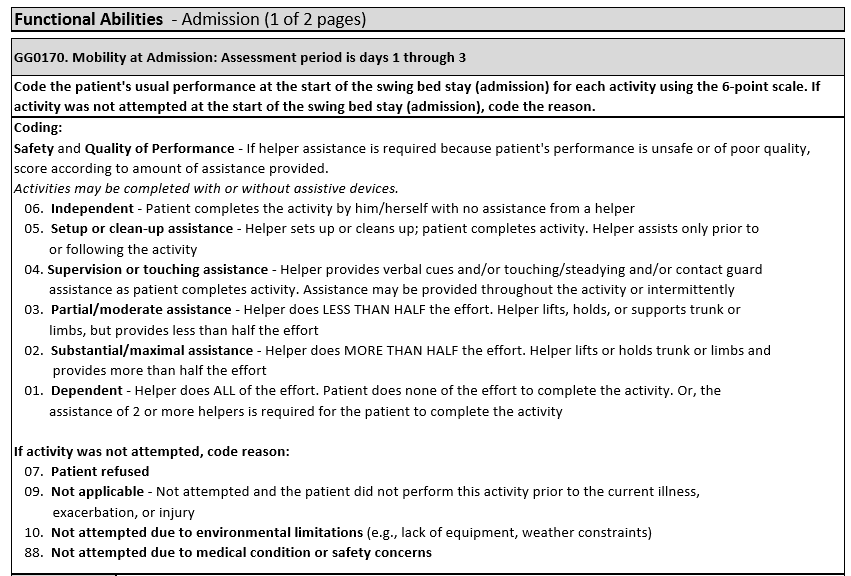 Functional Abilities - Admission (1 of 2 pages)
GG0170. Mobility at Admission: Assessment period is days 1 through 3
Code the patient's usual performance at the start of the swing bed stay (admission) for each activity using the 6-point scale. If
activity was not attempted at the start of the swing bed stay (admission), code the reason.
Coding:
Safety and Quality of Performance - If helper assistance is required because patient's performance is unsafe or of poor quality,
score according to amount of assistance provided.
Activities may be completed with or without assistive devices.
06. Independent - Patient completes the activity by him/herself with no assistance from a helper
05. Setup or clean-up assistance - Helper sets up or cleans up; patient completes activity. Helper assists only prior to
or following the activity
04. Supervision or touching assistance - Helper provides verbal cues and/or touching/steadying and/or contact guard
assistance as patient completes activity. Assistance may be provided throughout the activity or intermittently
03. Partial/moderate assistance - Helper does LESS THAN HALF the effort. Helper lifts, holds, or supports trunk or
limbs, but provides less than half the effort
02. Substantial/maximal assistance - Helper does MORE THAN HALF the effort. Helper lifts or holds trunk or limbs and
provides more than half the effort
01. Dependent - Helper does ALL of the effort. Patient does none of the effort to complete the activity. Or, the
assistance of 2 or more helpers is required for the patient to complete the activity
If activity was not attempted, code reason:
07. Patient refused
09. Not applicable - Not attempted and the patient did not perform this activity prior to the current illness,
exacerbation, or injury
10. Not attempted due to environmental limitations (e.g., lack of equipment, weather constraints)
88. Not attempted due to medical condition or safety concerns